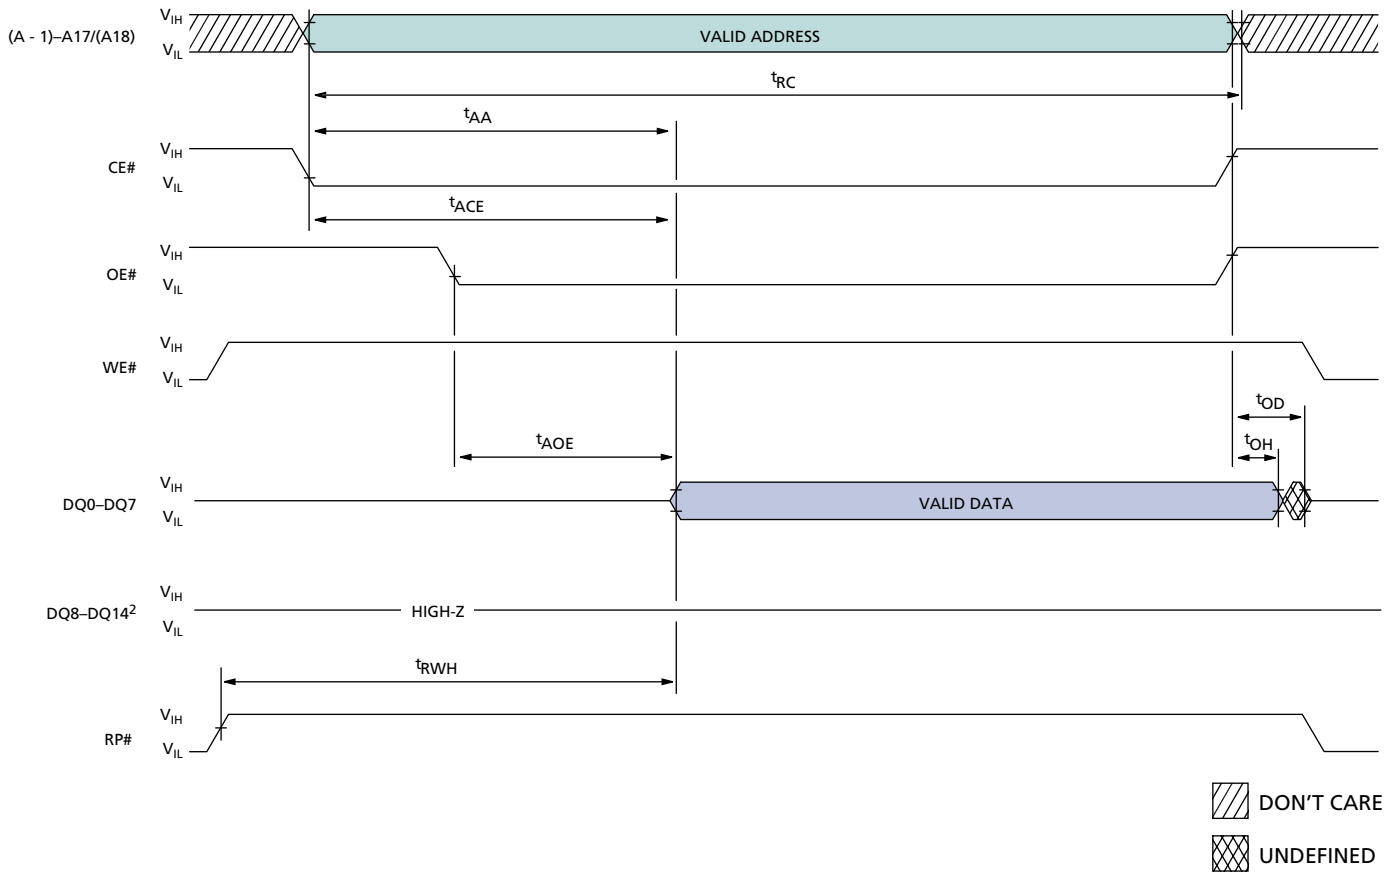 (A - 1)–A17/(A18)
VIH
VIL
VALID ADDRESS
tRC
tAA
CE#
VIH
VIL
tACE
OE#
VIH
VIL
WE#
VIH
VIL
tOD
tAOE
tOH
DQ0–DQ7
VIH
VIL
VALID DATA
DQ8–DQ14²
VIH
VIL
HIGH-Z
tRWH
RP#
VIH
VIL
DON'T CARE
UNDEFINED